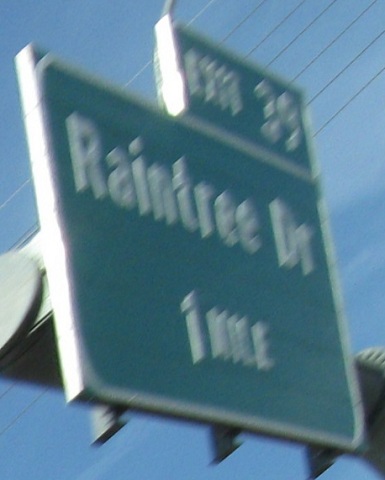 EXIT 39
Raintree Dr
1 MILE